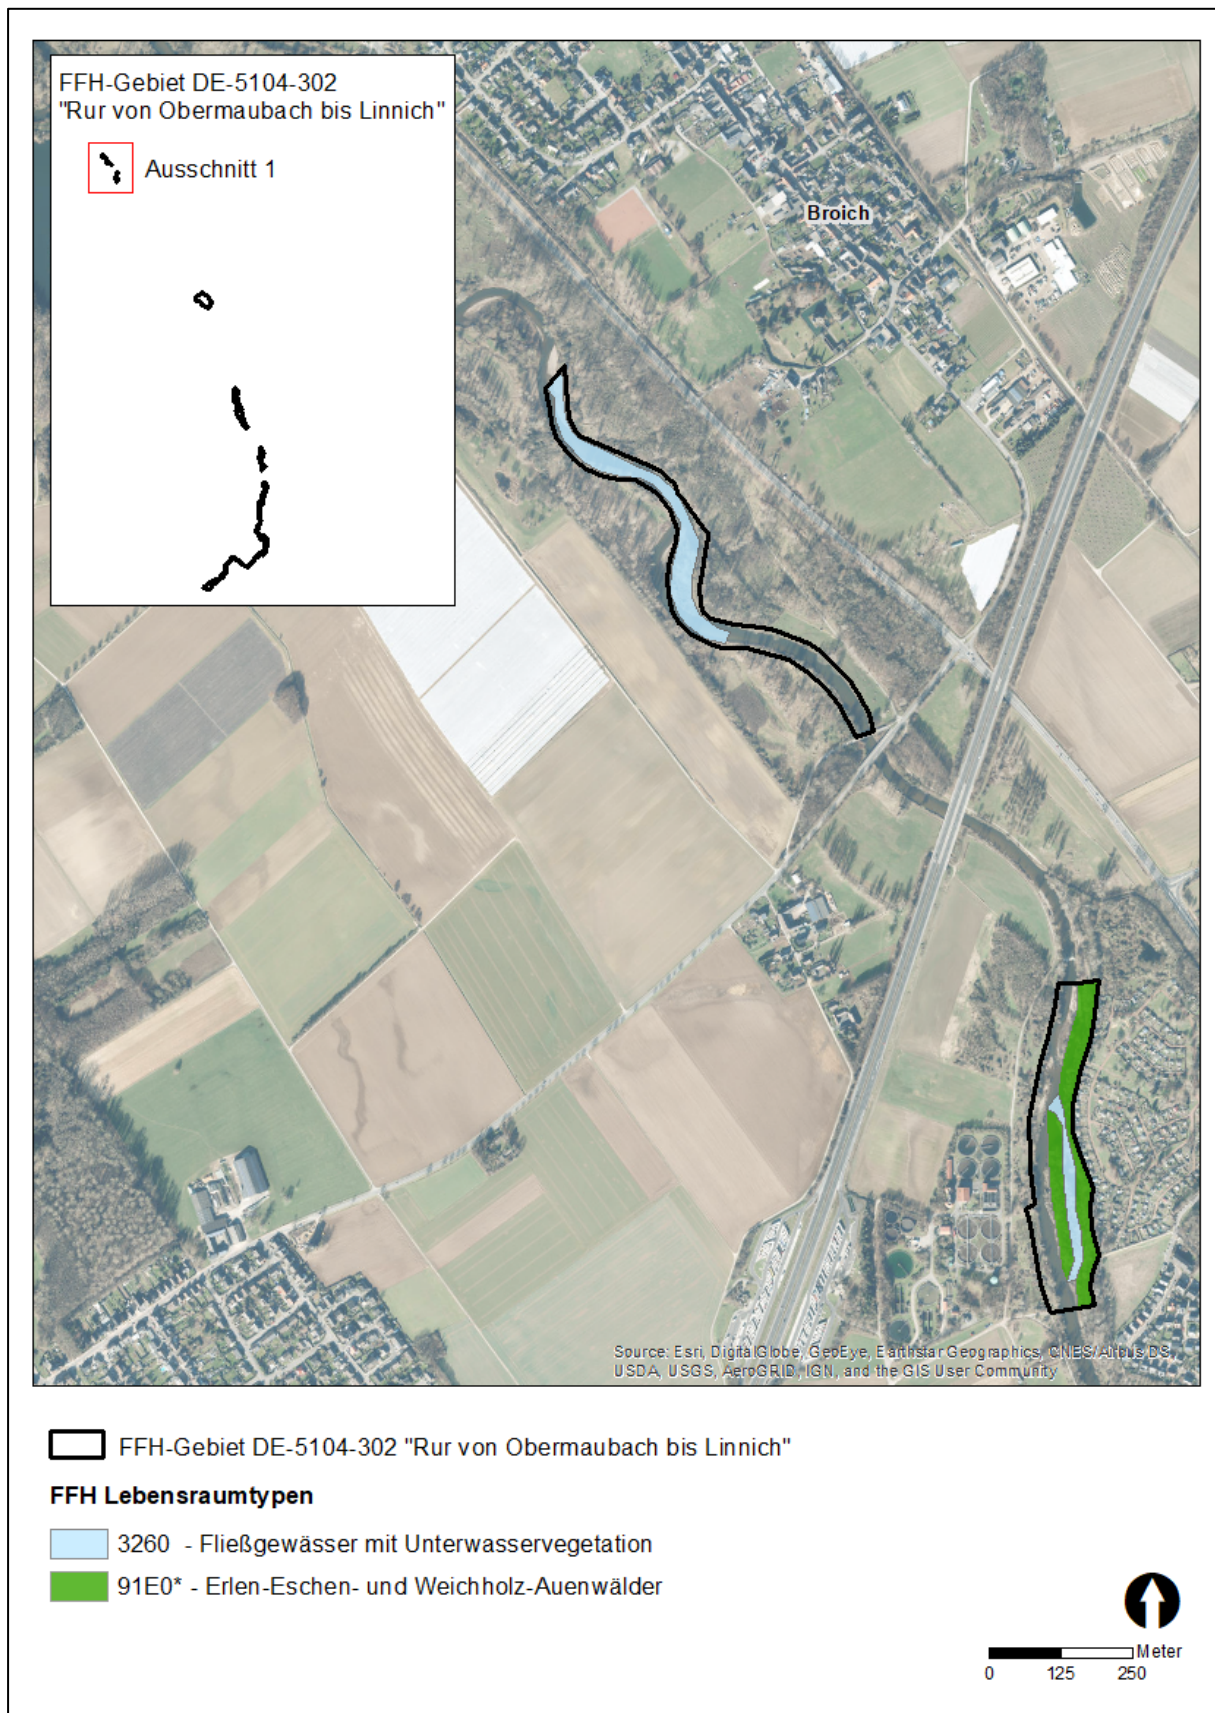 FFH-Gebiet DE-5104-302
"Rur von Obermaubach bis Linnich"
Ausschnitt 1
Broich
Source: Esri, DigitalGlobe, GeoEye, Earthstar Geographics, CNES/Airbus DS,
USDA, USGS, AeroGRID, IGN, and the GIS User Community
FFH-Gebiet DE-5104-302 "Rur von Obermaubach bis Linnich"
FFH Lebensraumtypen
3260 - Fließgewässer mit Unterwasservegetation
91E0* - Erlen-Eschen- und Weichholz-Auenwälder
Meter
0 125 250